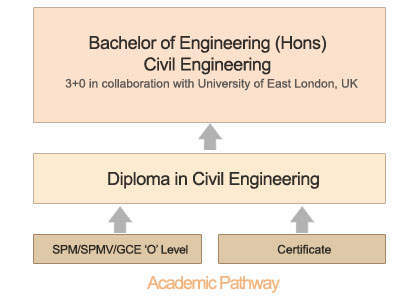 Bachelor of Engineering (Hons)
Civil Engineering
3+0 in collaboration with University of East London, UK
Diploma in Civil Engineering
SPM/SPMV/GCE ‘O’ Level
Certificate
Academic Pathway